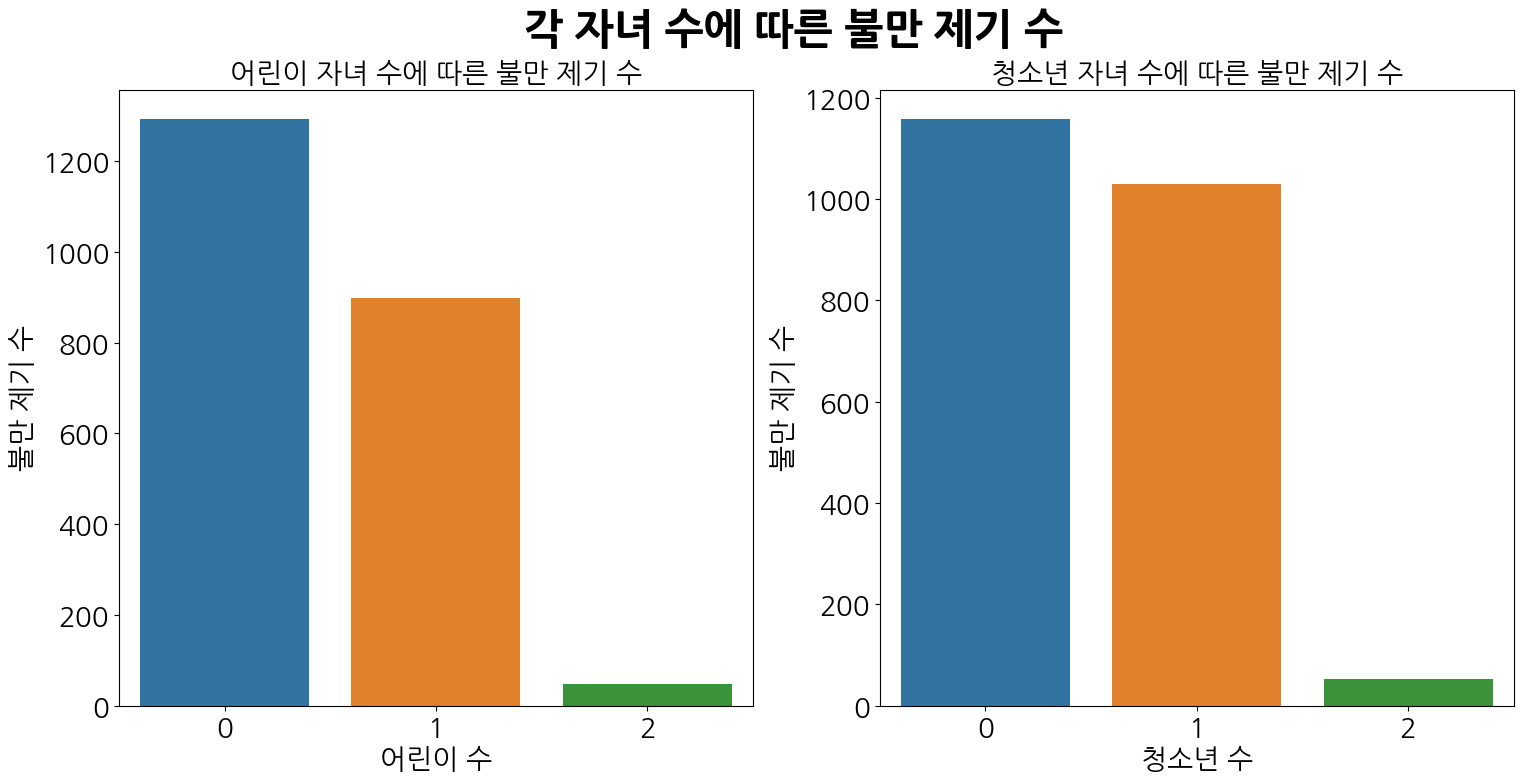 각 자녀 수에 따른 불만 제기 수
어린이 자녀 수에 따른 불만 제기 수
불만 제기 수
1200
1000
800
600
400
200
0
0 1 2
어린이 수
청소년 자녀 수에 따른 불만 제기 수
불만 제기 수
1200
1000
800
600
400
200
0
0 1 2
청소년 수